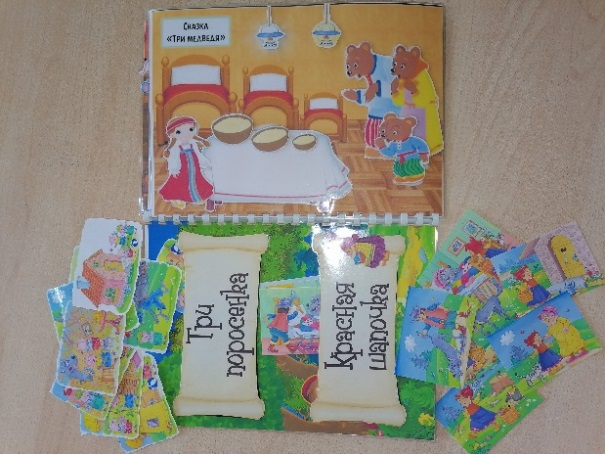 Сказка
«Три медведя»
Три
поросенка
Красная
шапочка